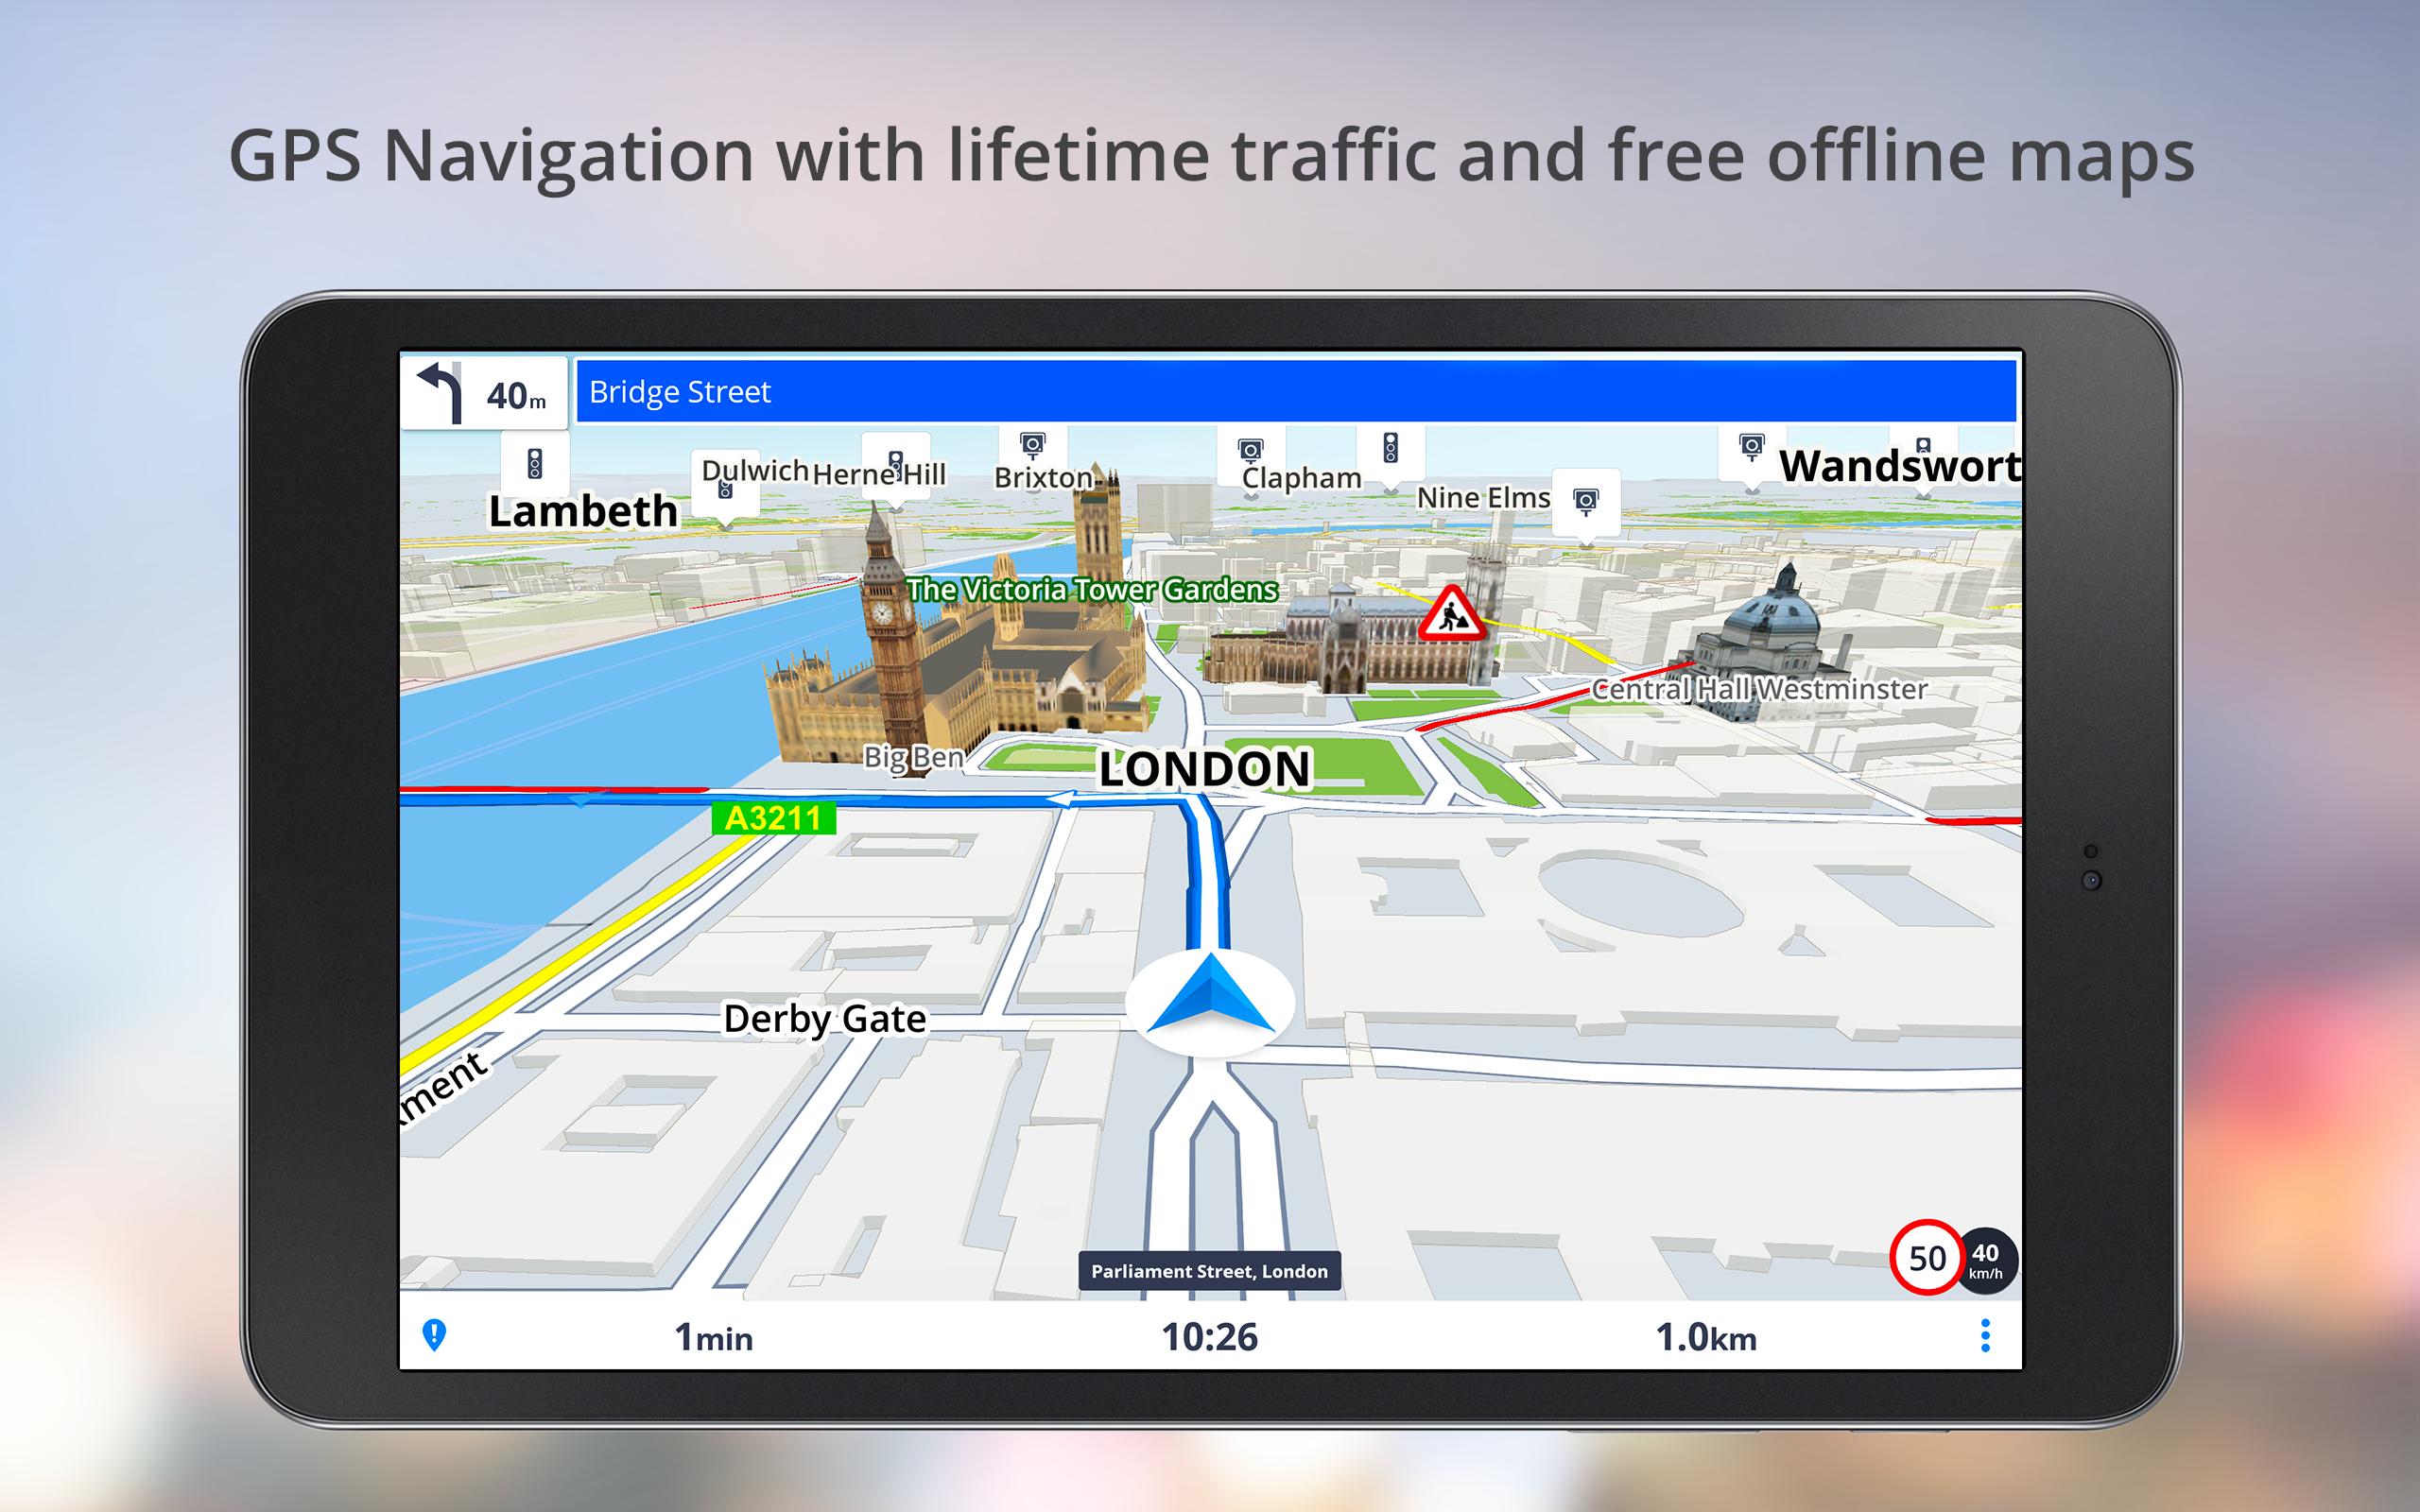 GPS Navigation with lifetime traffic and free offline maps
40m
Bridge Street
Dulwich
Herne Hill
Brixton
Clapham
Wandswort
Nine Elms
Lambeth
The Victoria Tower Gardens
Central Hall Westminster
Big Ben
LONDON
A3211
Derby Gate
ment
50
40
km/h
Parliament Street, London
1min
10:26
1.0km